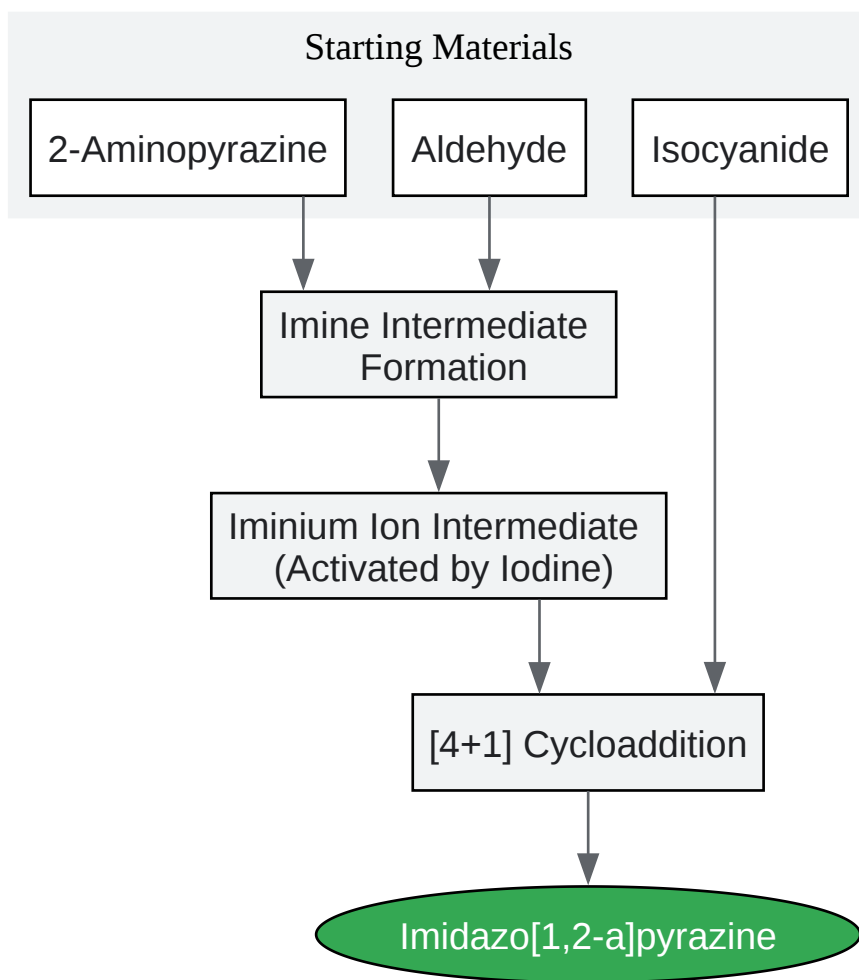 Starting Materials
2-Aminopyrazine
Aldehyde
Isocyanide
Imine Intermediate
Formation
Iminium Ion Intermediate
(Activated by Iodine)
[4+1] Cycloaddition
Imidazo[1,2-a]pyrazine